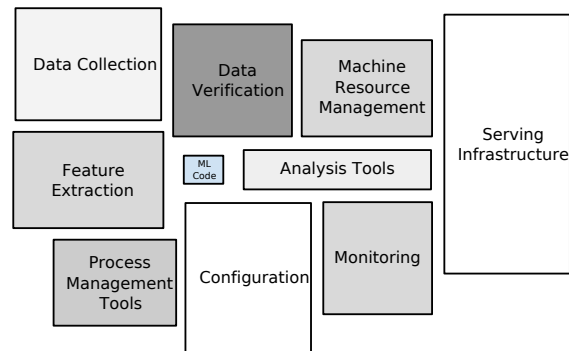 Data Collection
Data
Verification
Machine
Resource
Management
Serving
Infrastructure
Feature
Extraction
ML
Code
Analysis Tools
Process
Management
Tools
Configuration
Monitoring